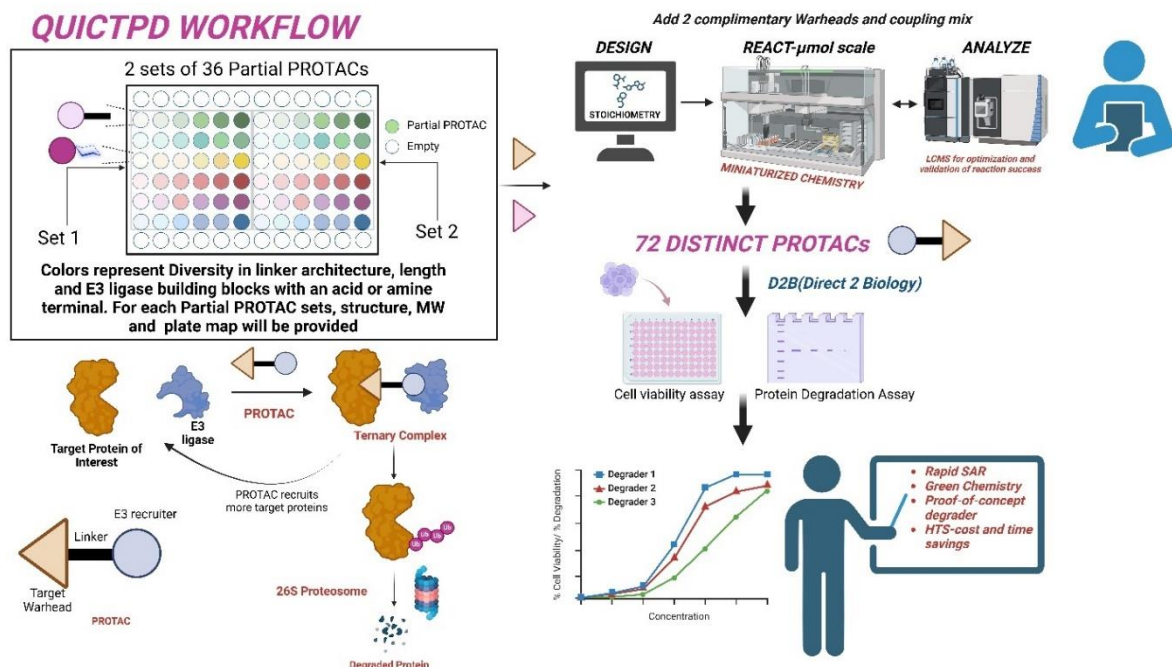 QUICTPD WORKFLOW
2 sets of 36 Partial PROTACs
Partial PROTAC
Empty
Set 1
Set 2
Colors represent Diversity in linker architecture, length
and E3 ligase building blocks with an acid or amine
terminal. For each Partial PROTAC sets, structure, MW
and plate map will be provided
Add 2 complimentary Warheads and coupling mix
DESIGN
REACT-µmol scale
ANALYZE
STOICHIOMETRY
MINIATURIZED CHEMISTRY
LCMS for optimization and
validation of reaction success
72 DISTINCT PROTACs
D2B(Direct 2 Biology)
Cell viability assay
Protein Degradation Assay
Target Protein of
Interest
E3
ligase
PROTAC
Ternary Complex
PROTAC recruits
more target proteins
Ub
Ub
Ub
Ub
26S Proteosome
Degraded Protein
E3 recruiter
Linker
Target
Warhead
PROTAC
% Cell Viability/ % Degradation
Degrader 1
Degrader 2
Degrader 3
Concentration
• Rapid SAR
• Green Chemistry
• Proof-of-concept
degrader
• HTS-cost and time
savings